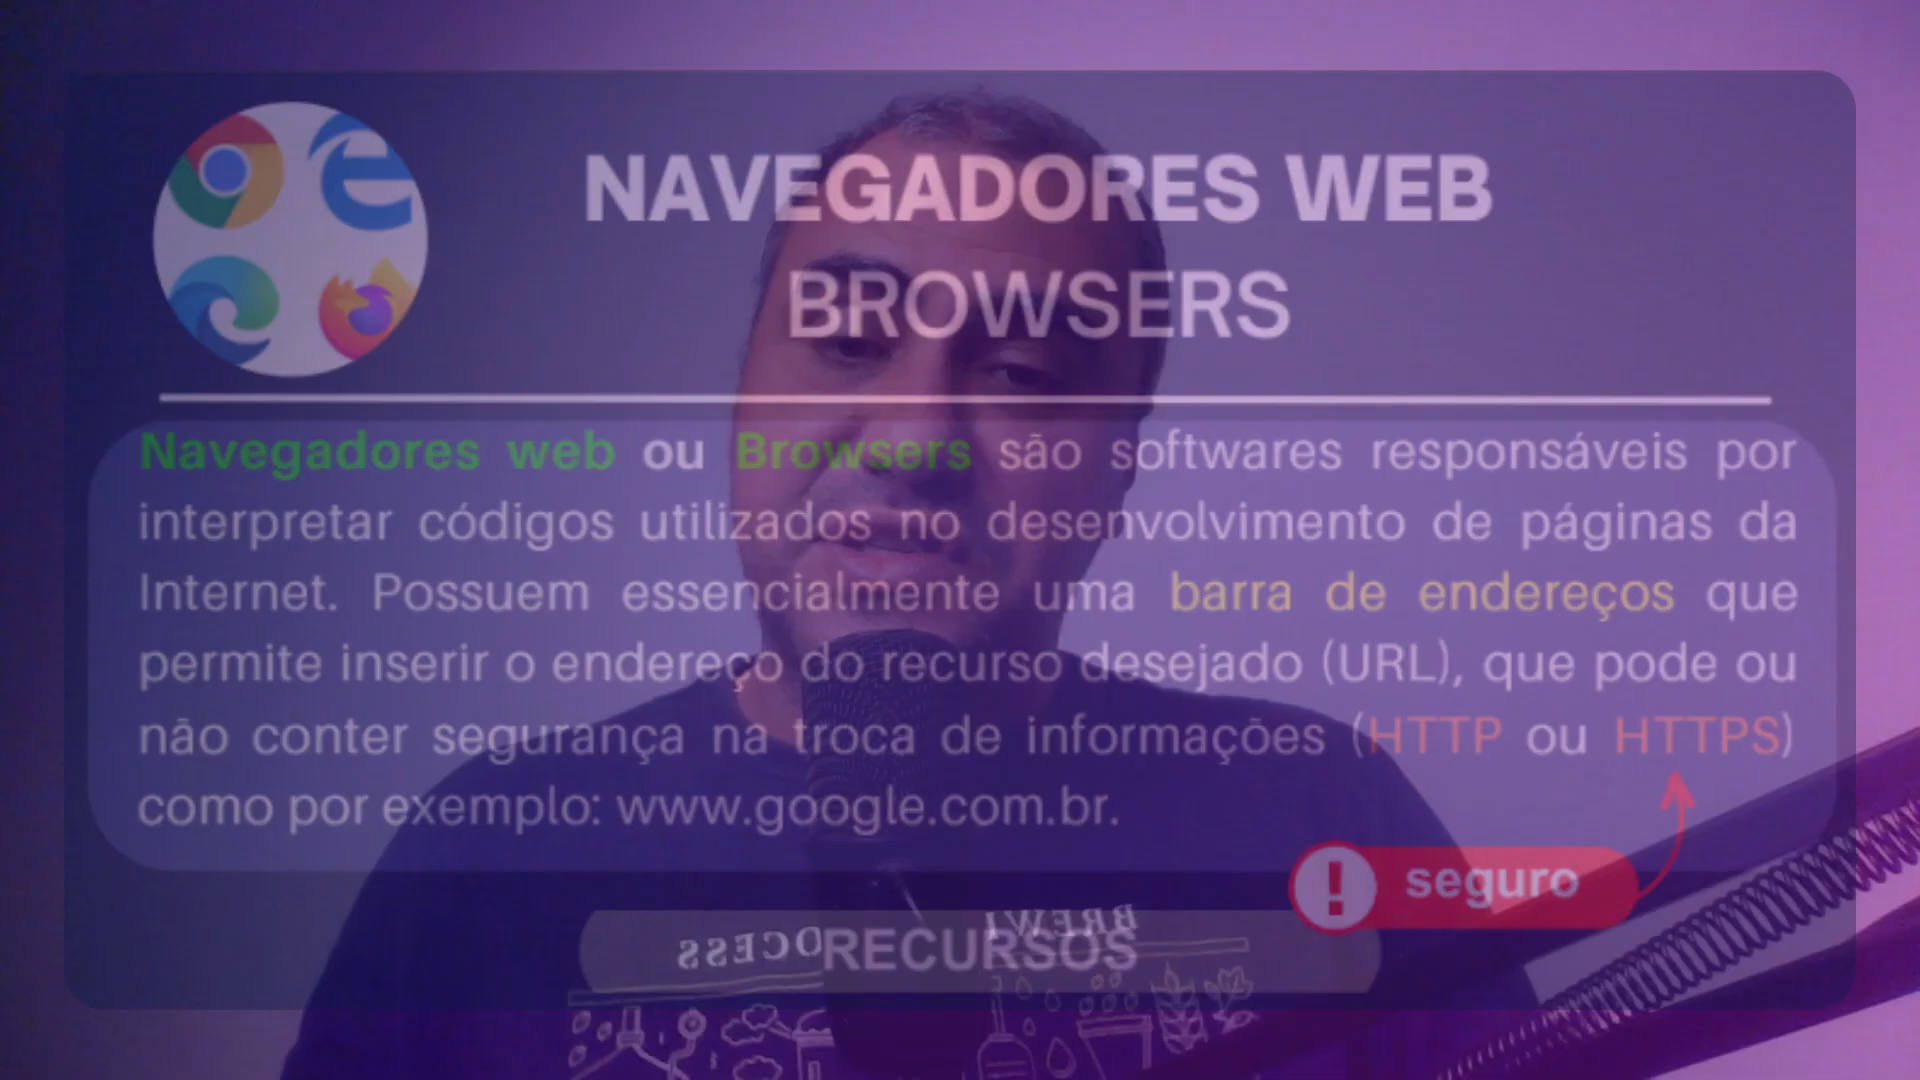 NAVEGADORES WEB
BROWSERS
Navegadores web ou Browsers são softwares responsáveis por
interpretar códigos utilizados no desenvolvimento de páginas da
Internet. Possuem essencialmente uma barra de endereços que
permite inserir o endereço do recurso desejado (URL), que pode ou
não conter segurança na troca de informações (HTTP ou HTTPS)
como por exemplo: www.google.com.br.
! seguro
RECURSOS